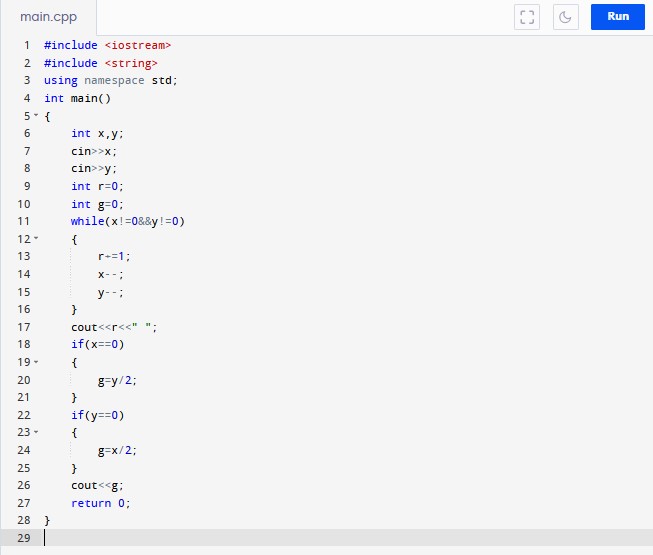 main.cpp
Run
1 #include <iostream>
2 #include <string>
3 using namespace std;
4 int main()
5 {
6     int x,y;
7     cin>>x;
8     cin>>y;
9     int r=0;
10     int g=0;
11     while(x!=0&&y!=0)
12     {
13         r+=1;
14         x--;
15         y--;
16     }
17     cout<<r<<" ";
18     if(x==0)
19     {
20         g=y/2;
21     }
22     if(y==0)
23     {
24         g=x/2;
25     }
26     cout<<g;
27     return 0;
28 }
29